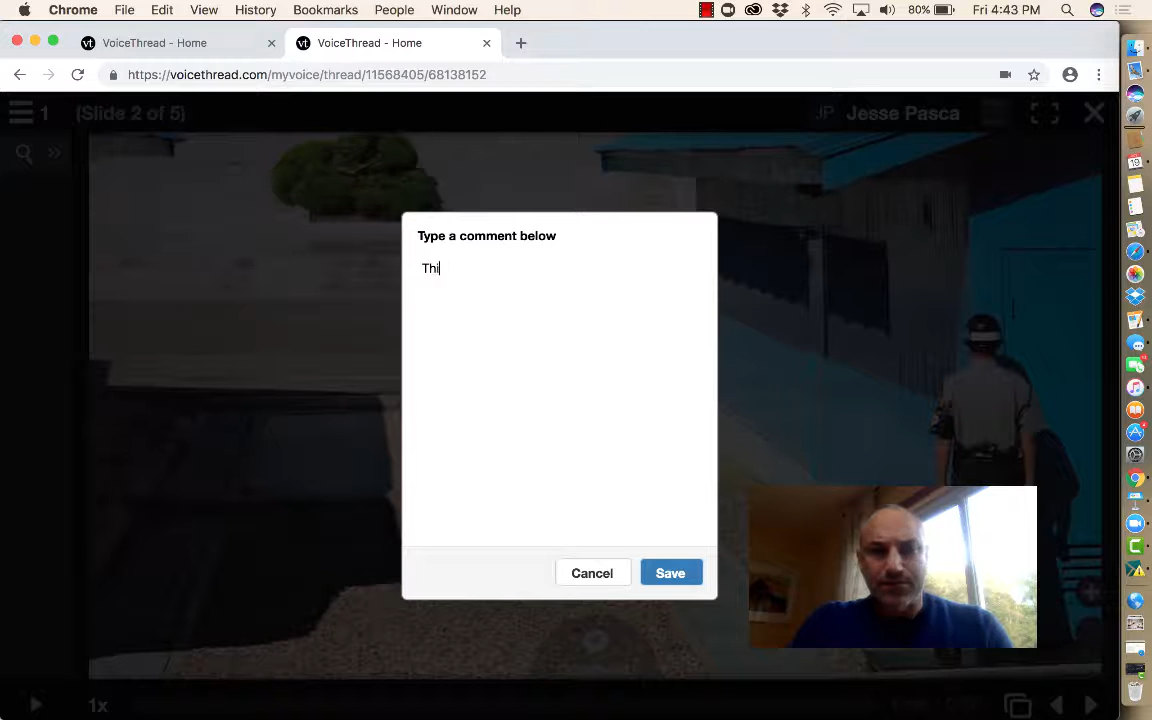 Chrome File Edit View History Bookmarks People Window Help 80% Fri 4:43 PM
vt VoiceThread - Home vt VoiceThread - Home
https://voicethread.com/myvoice/thread/11568405/68138152
1 (Slide 2 of 5) JP Jesse Pasca
Type a comment below
Thi
Cancel Save
1x